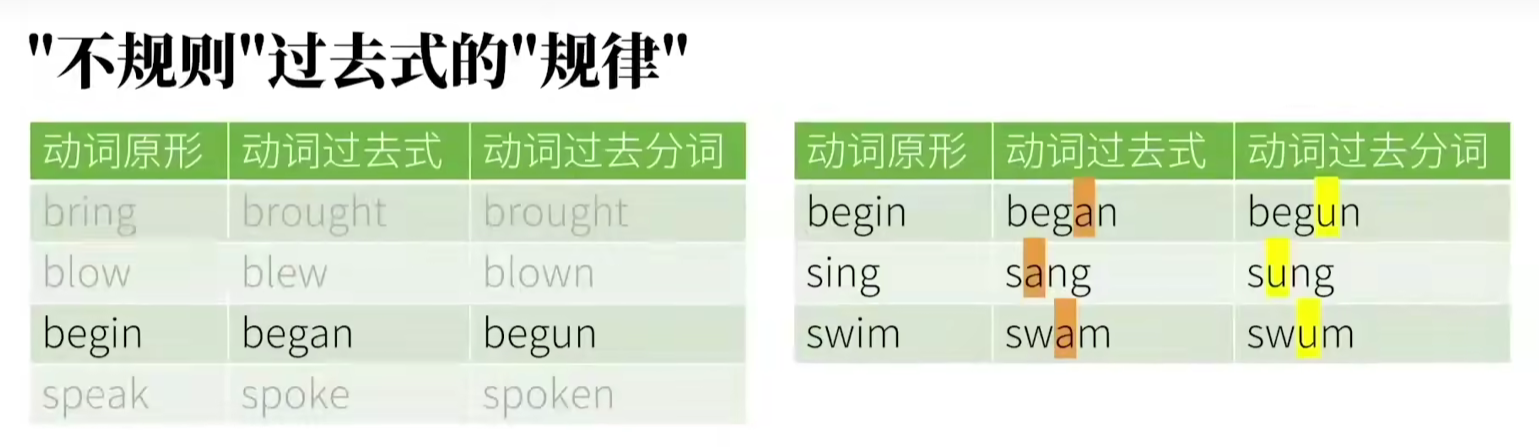 "不规则"过去式的"规律"
动词原形 动词过去式 动词过去分词
bring brought brought
blow blew blown
begin began begun
speak spoke spoken
动词原形 动词过去式 动词过去分词
begin began begun
sing sang sung
swim swam swum